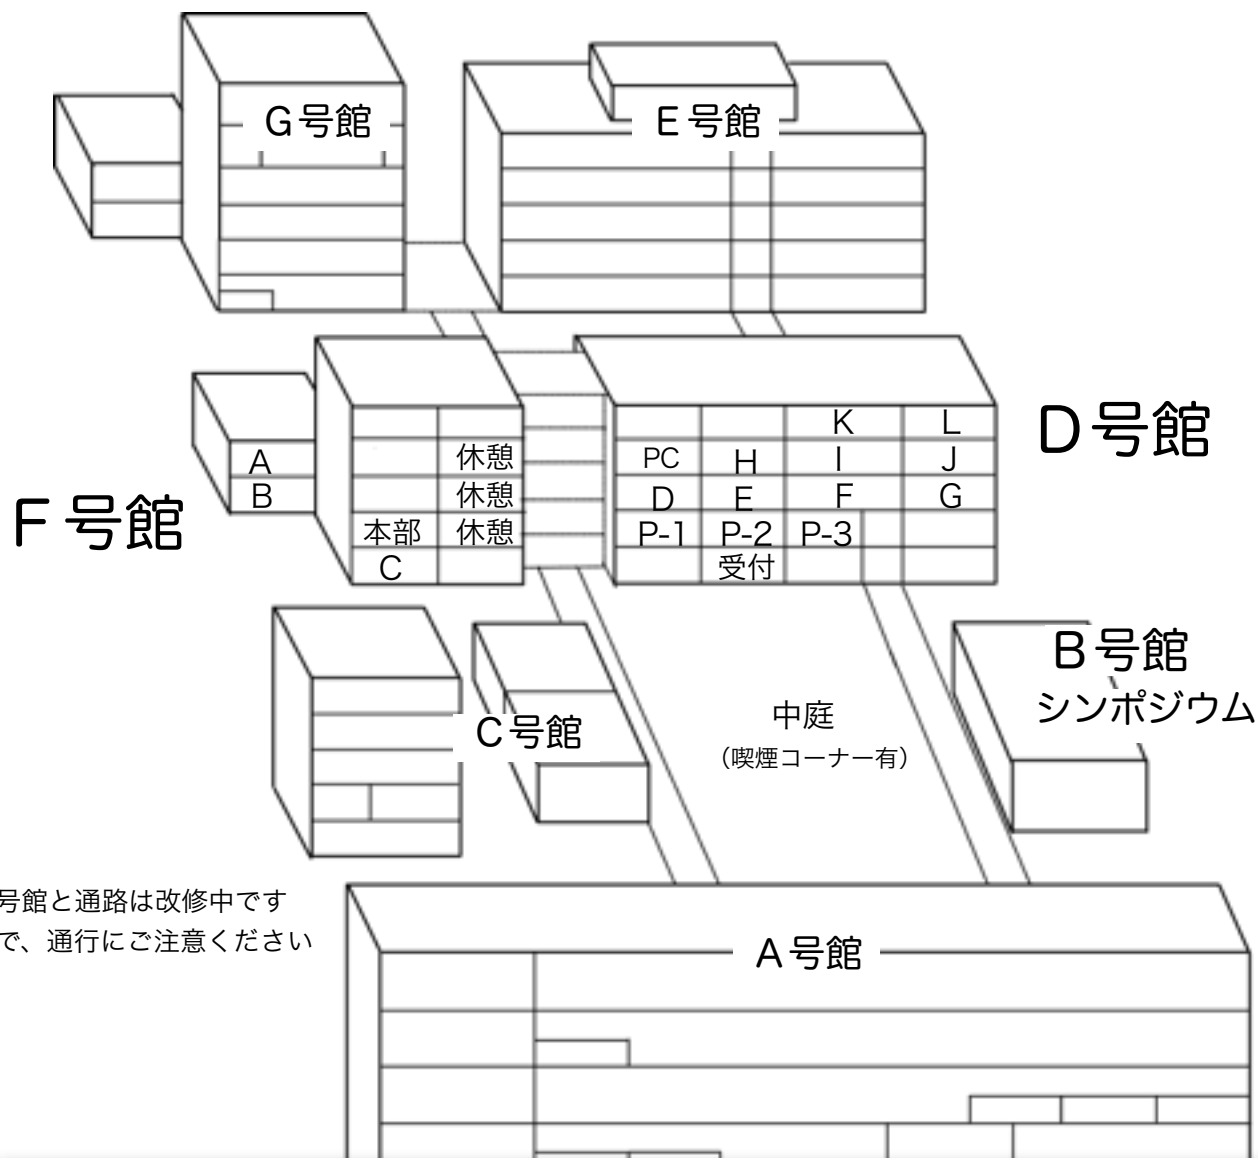 G号館
E号館
D号館
K L
PC H I J
D E F G
P-1 P-2 P-3
受付
F号館
A
B
休憩
休憩
本部 休憩
C
B号館
シンポジウム
C号館
中庭
（喫煙コーナー有）
号館と通路は改修中です
で、通行にご注意ください
A号館